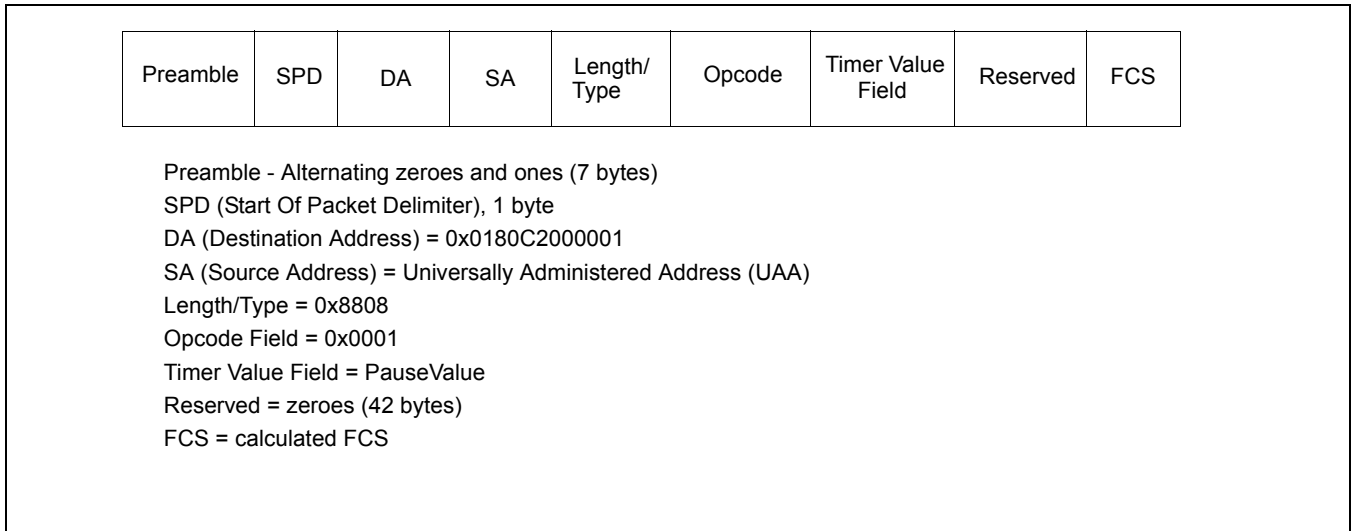 Preamble SPD DA SA Length/ Type Opcode Timer Value Field Reserved FCS
Preamble - Alternating zeroes and ones (7 bytes)
SPD (Start Of Packet Delimiter), 1 byte
DA (Destination Address) = 0x0180C2000001
SA (Source Address) = Universally Administered Address (UAA)
Length/Type = 0x8808
Opcode Field = 0x0001
Timer Value Field = PauseValue
Reserved = zeroes (42 bytes)
FCS = calculated FCS